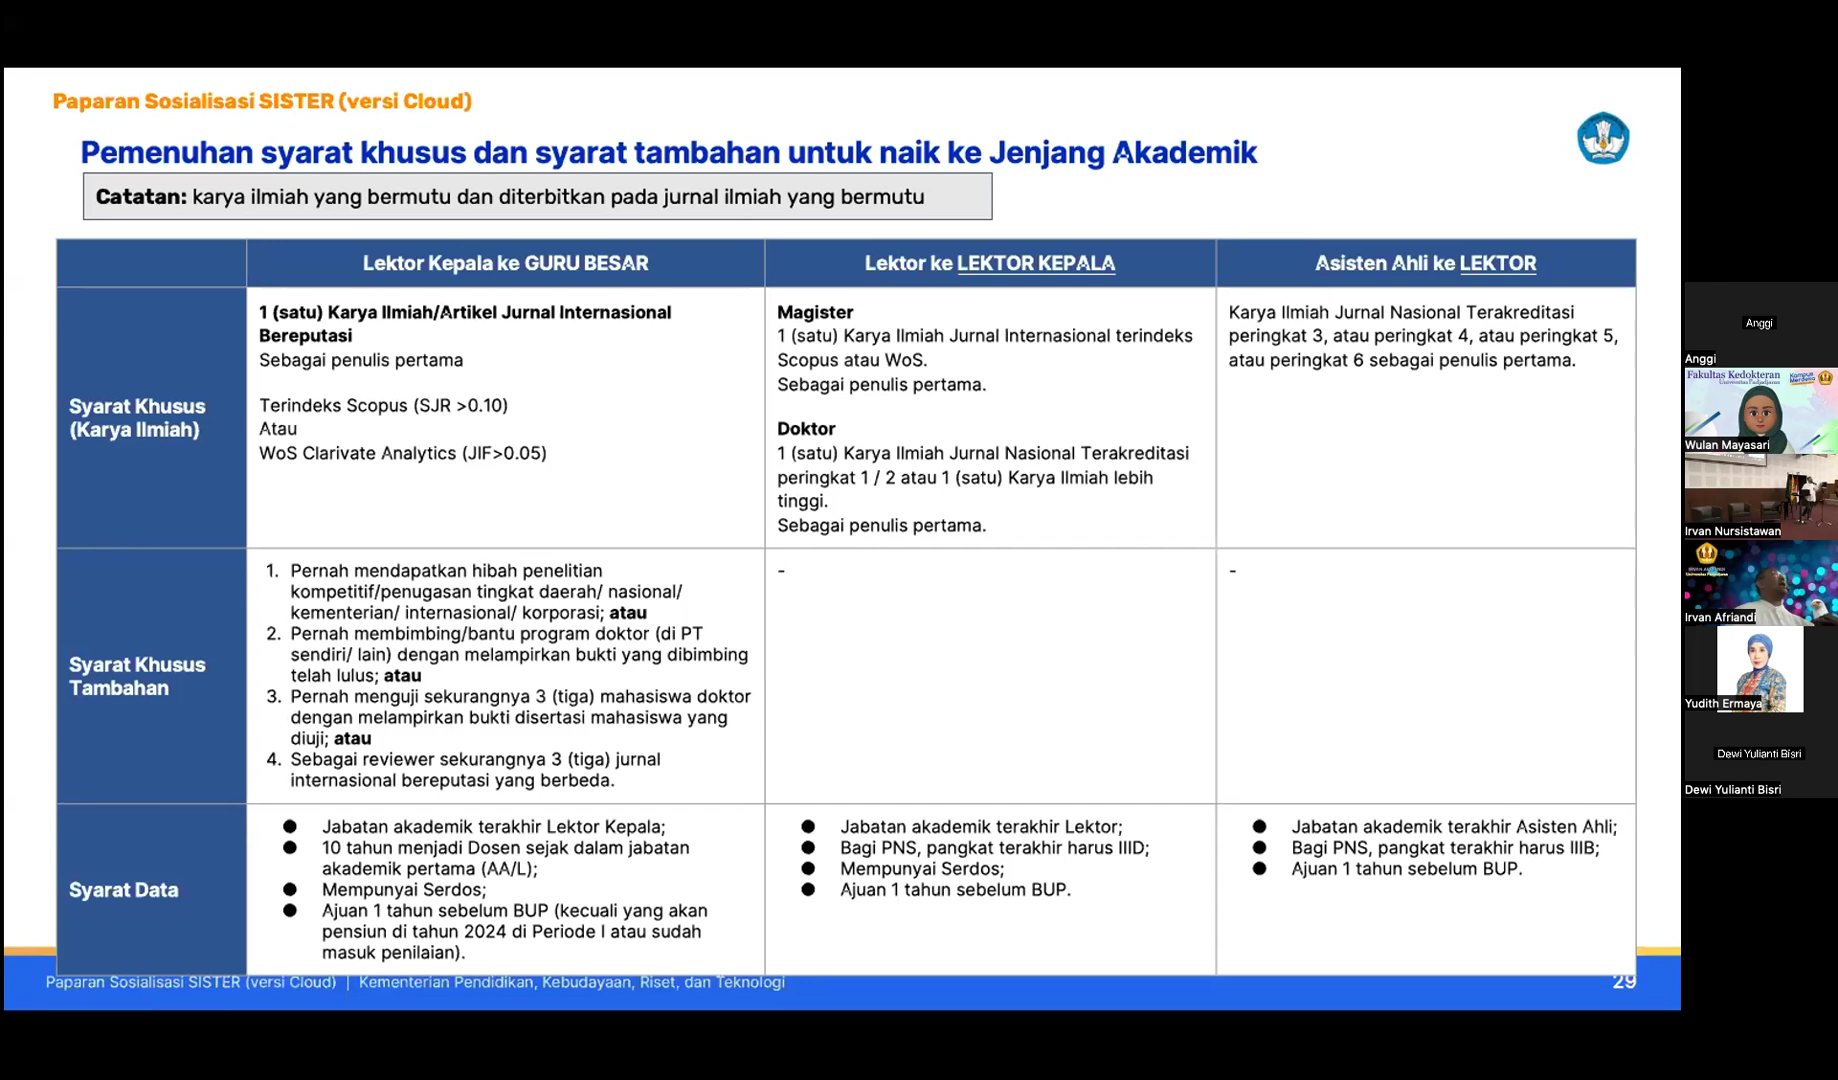 Paparan Sosialisasi SISTER (versi Cloud)
Pemenuhan syarat khusus dan syarat tambahan untuk naik ke Jenjang Akademik
Catatan: karya ilmiah yang bermutu dan diterbitkan pada jurnal ilmiah yang bermutu
Lektor Kepala ke GURU BESAR
Lektor ke LEKTOR KEPALA
Asisten Ahli ke LEKTOR
Syarat Khusus
(Karya Ilmiah)
1 (satu) Karya Ilmiah/Artikel Jurnal Internasional
Bereputasi
Sebagai penulis pertama
Terindeks Scopus (SJR >0.10)
Atau
WoS Clarivate Analytics (JIF>0.05)
Magister
1 (satu) Karya Ilmiah Jurnal Internasional terindeks
Scopus atau WoS.
Sebagai penulis pertama.
Doktor
1 (satu) Karya Ilmiah Jurnal Nasional Terakreditasi
peringkat 1 / 2 atau 1 (satu) Karya Ilmiah lebih
tinggi.
Sebagai penulis pertama.
Karya Ilmiah Jurnal Nasional Terakreditasi
peringkat 3, atau peringkat 4, atau peringkat 5,
atau peringkat 6 sebagai penulis pertama.
Syarat Khusus
Tambahan
1. Pernah mendapatkan hibah penelitian
kompetitif/penugasan tingkat daerah/ nasional/
kementerian/ internasional/ korporasi; atau
2. Pernah membimbing/bantu program doktor (di PT
sendiri/ lain) dengan melampirkan bukti yang dibimbing
telah lulus; atau
3. Pernah menguji sekurangnya 3 (tiga) mahasiswa doktor
dengan melampirkan bukti disertasi mahasiswa yang
diuji; atau
4. Sebagai reviewer sekurangnya 3 (tiga) jurnal
internasional bereputasi yang berbeda.
-
-
Syarat Data
● Jabatan akademik terakhir Lektor Kepala;
● 10 tahun menjadi Dosen sejak dalam jabatan
akademik pertama (AA/L);
● Mempunyai Serdos;
● Ajuan 1 tahun sebelum BUP (kecuali yang akan
pensiun di tahun 2024 di Periode I atau sudah
masuk penilaian).
● Jabatan akademik terakhir Lektor;
● Bagi PNS, pangkat terakhir harus IIID;
● Mempunyai Serdos;
● Ajuan 1 tahun sebelum BUP.
● Jabatan akademik terakhir Asisten Ahli;
● Bagi PNS, pangkat terakhir harus IIIB;
● Ajuan 1 tahun sebelum BUP.
Paparan Sosialisasi SISTER (versi Cloud) | Kementerian Pendidikan, Kebudayaan, Riset, dan Teknologi
29
Anggi
Anggi
Fakultas Kedokteran
Universitas Padjadjaran
Kampus
Merdeka
Wulan Mayasari
Irvan Nursistawan
Irvan Afriandi
Yudith Ermaya
Dewi Yulianti Bisri
Dewi Yulianti Bisri